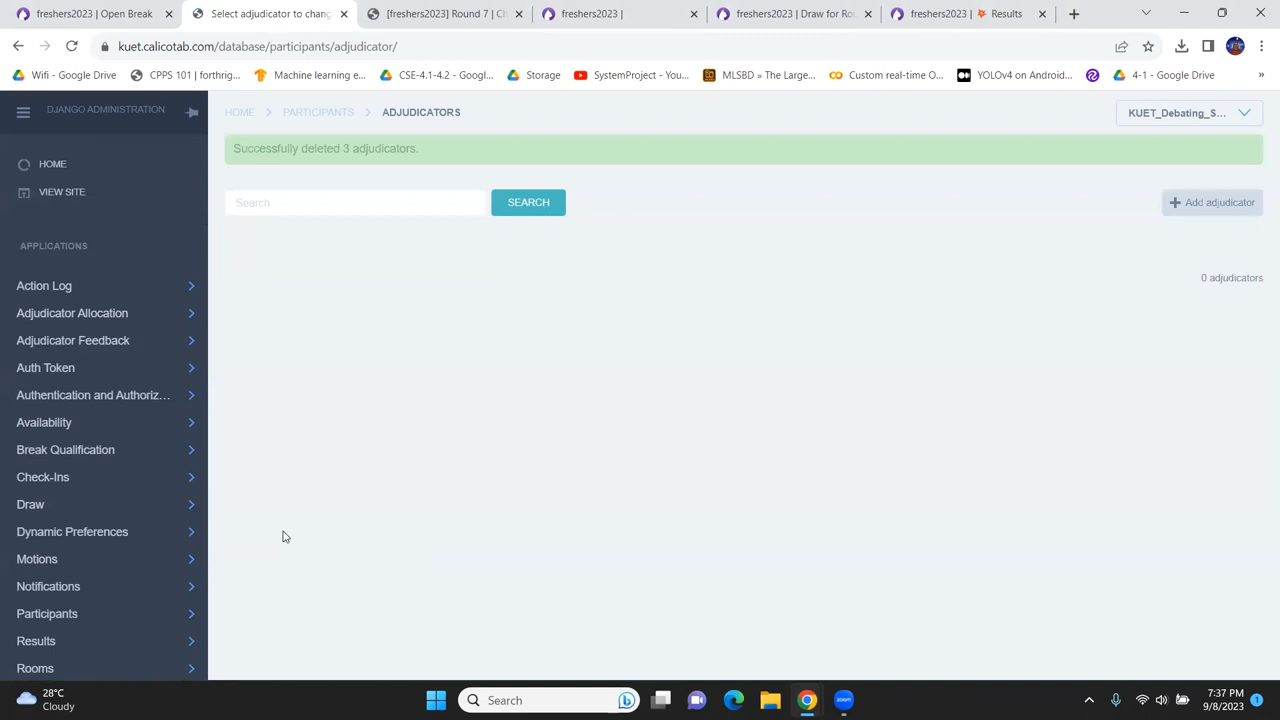 freshers2023 | Open Break
Select adjudicator to chang
[freshers2023] Round 7 | Ch
freshers2023 |
freshers2023 | Draw for Rou
freshers2023 | Results
kuet.calicotab.com/database/participants/adjudicator/
Wifi - Google Drive
CPPS 101 | forthrig...
Machine learning e...
CSE-4.1-4.2 - Googl...
Storage
SystemProject - You...
MLSBD » The Large...
Custom real-time O...
YOLOv4 on Android...
4-1 - Google Drive
»
DJANGO ADMINISTRATION
HOME
PARTICIPANTS
ADJUDICATORS
KUET_Debating_S...
Successfully deleted 3 adjudicators.
HOME
VIEW SITE
Search
SEARCH
Add adjudicator
0 adjudicators
APPLICATIONS
Action Log
Adjudicator Allocation
Adjudicator Feedback
Auth Token
Authentication and Authoriz...
Availability
Break Qualification
Check-Ins
Draw
Dynamic Preferences
Motions
Notifications
Participants
Results
Rooms
28°C
Cloudy
Search
7:37 PM
9/8/2023
1